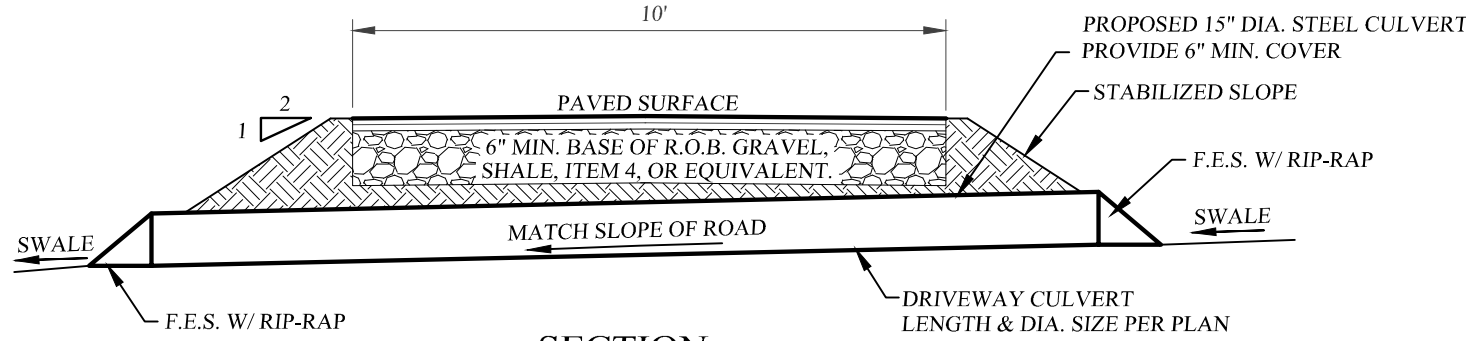 10'
PROPOSED 15" DIA. STEEL CULVERT
PROVIDE 6" MIN. COVER
2
1
PAVED SURFACE
STABILIZED SLOPE
6" MIN. BASE OF R.O.B. GRAVEL,
SHALE, ITEM 4, OR EQUIVALENT.
F.E.S. W/ RIP-RAP
SWALE
MATCH SLOPE OF ROAD
SWALE
DRIVEWAY CULVERT
LENGTH & DIA. SIZE PER PLAN
F.E.S. W/ RIP-RAP
SECTION